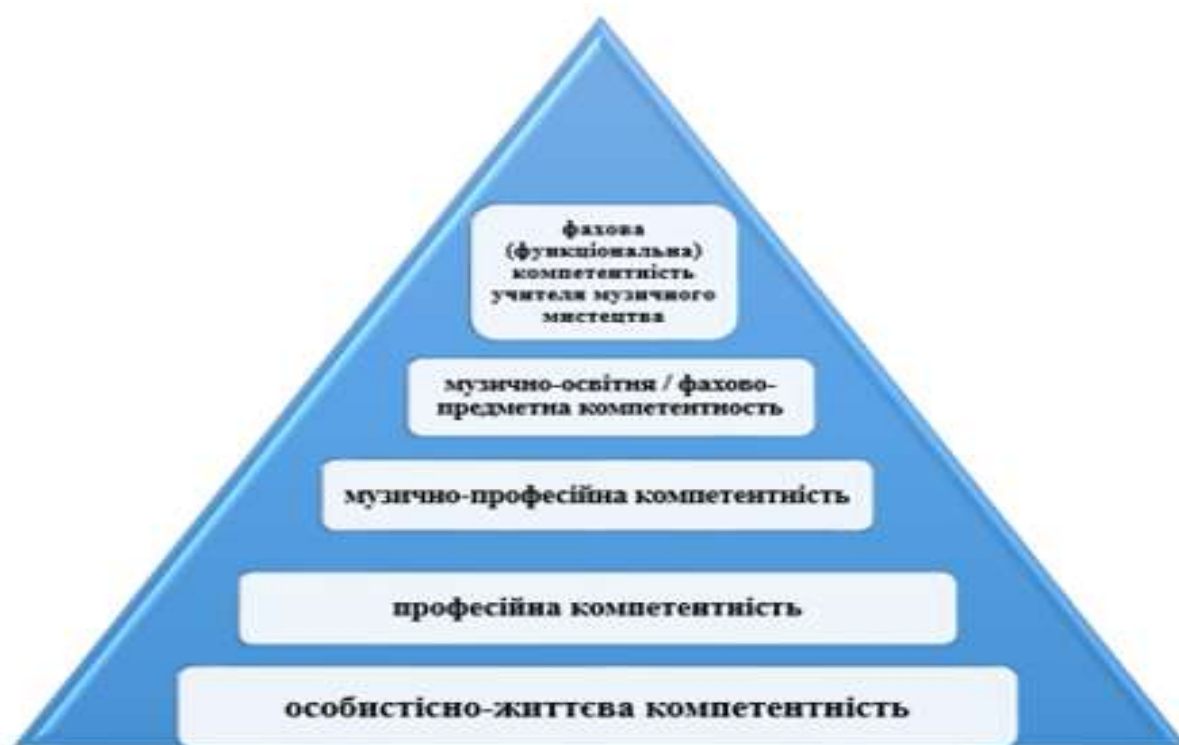 фахова
(функціональна)
компетентність
учителя музичного
мистецтва
музично-освітня / фахово-
предметна компетентность
музично-професійна компетентність
професійна компетентність
особистісно-життєва компетентність